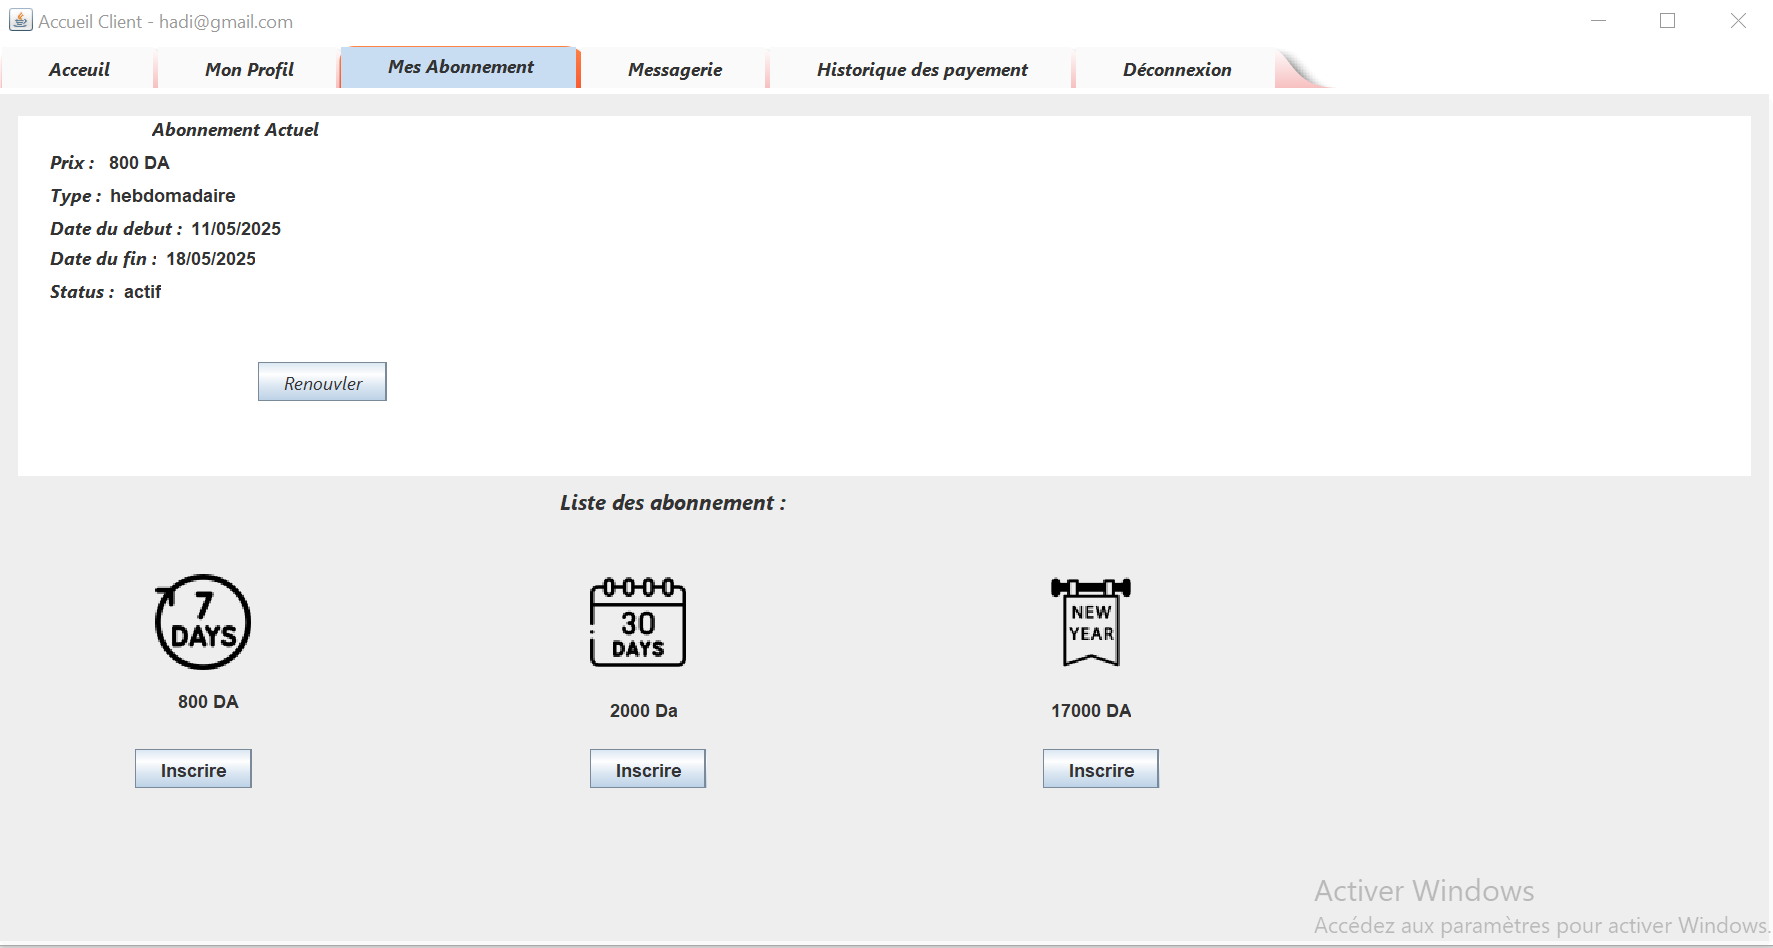 Accueil Client - hadi@gmail.com
Acceuil Mon Profil Mes Abonnement Messagerie Historique des payement Déconnexion
Abonnement Actuel
Prix : 800 DA
Type : hebdomadaire
Date du debut : 11/05/2025
Date du fin : 18/05/2025
Status : actif
Renouvler
Liste des abonnement :
7
DAYS
30
DAYS
NEW
YEAR
800 DA
2000 Da
17000 DA
Inscrire Inscrire Inscrire
Activer Windows
Accédez aux paramètres pour activer Windows.